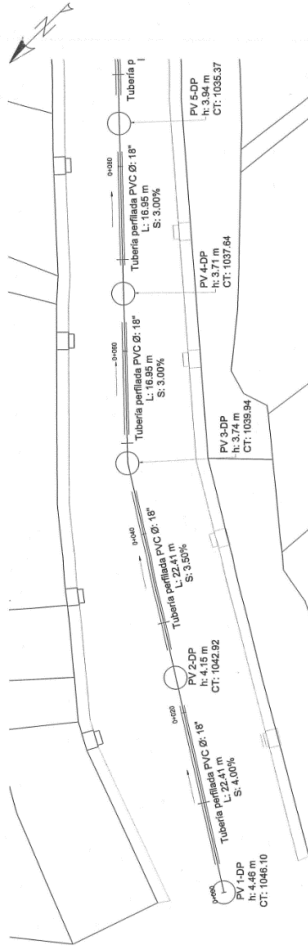 N
0+000
PV 1-DP
h: 4.46 m
CT: 1046.10
Tubería perfilada PVC Ø: 18"
L: 22.41 m
S: 4.00%
0+020
PV 2-DP
h: 4.15 m
CT: 1042.92
Tubería perfilada PVC Ø: 18"
L: 22.41 m
S: 3.50%
0+040
PV 3-DP
h: 3.74 m
CT: 1039.94
Tubería perfilada PVC Ø: 18"
L: 16.95 m
S: 3.00%
0+060
PV 4-DP
h: 3.71 m
CT: 1037.64
Tubería perfilada PVC Ø: 18"
L: 16.95 m
S: 3.00%
0+080
PV 5-DP
h: 3.94 m
CT: 1035.37
Tubería p